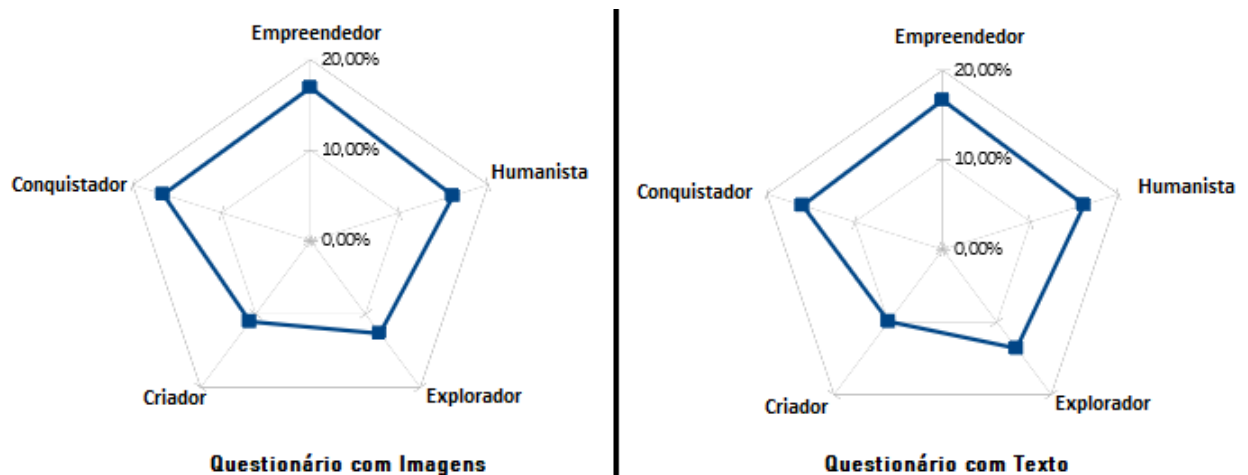 Empreendedor
20,00%
10,00%
0,00%
Humanista
Explorador
Criador
Conquistador
Questionário com Imagens
Empreendedor
20,00%
10,00%
0,00%
Humanista
Explorador
Criador
Conquistador
Questionário com Texto